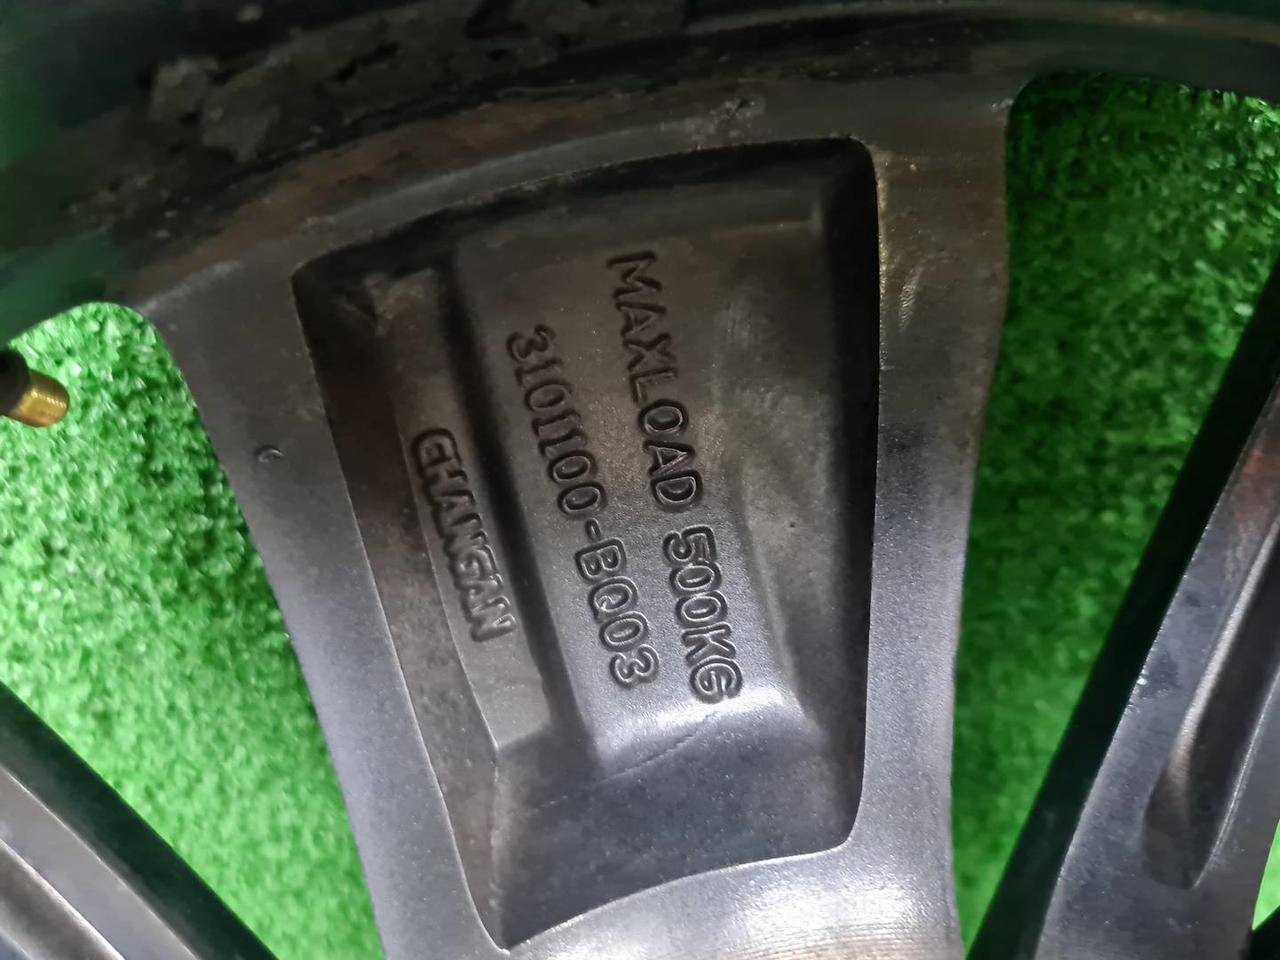 MAXLOAD 500KG
3101100-BQ03
CHANGAN